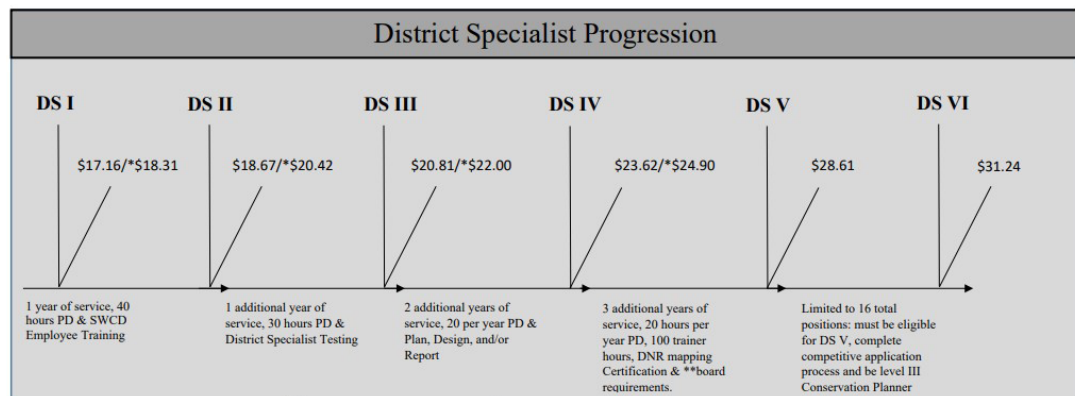 District Specialist Progression
DS I
DS II
DS III
DS IV
DS V
DS VI
$17.16/*$18.31
$18.67/*$20.42
$20.81/*$22.00
$23.62/*$24.90
$28.61
$31.24
1 year of service, 40
hours PD & SWCD
Employee Training
1 additional year of
service, 30 hours PD &
District Specialist Testing
2 additional years of
service, 20 per year PD &
Plan, Design, and/or
Report
3 additional years of
service, 20 hours per
year PD, 100 trainer
hours, DNR mapping
Certification & **board
requirements.
Limited to 16 total
positions: must be eligible
for DS V, complete
competitive application
process and be level III
Conservation Planner